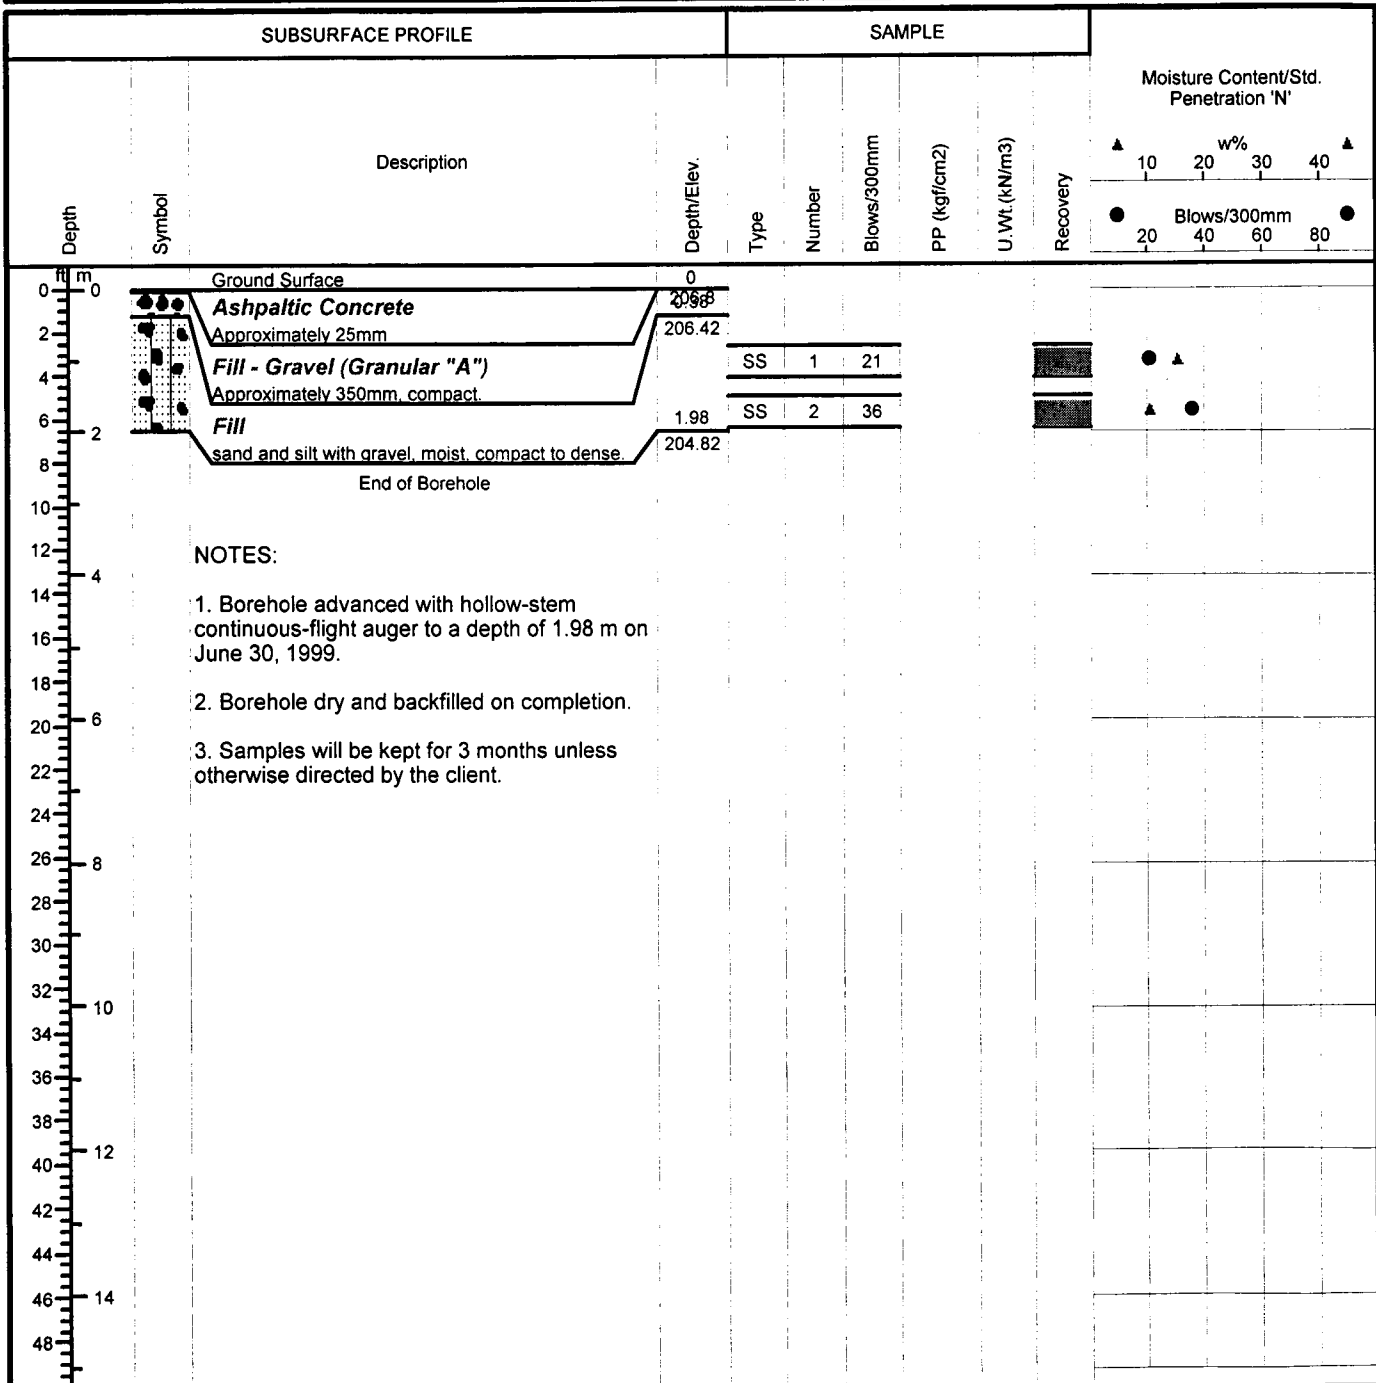 SUBSURFACE PROFILE
SAMPLE
Moisture Content/Std.
Penetration 'N'
Depth
Symbol
Description
Depth/Elev.
Type
Number
Blows/300mm
PP (kgf/cm2)
U.Wt.(kN/m3)
Recovery
w%
10 20 30 40
Blows/300mm
20 40 60 80
ft m
0 0
Ground Surface
0
Ashpaltic Concrete
206.8
0.38
Approximately 25mm
206.42
2
Fill - Gravel (Granular "A")
SS 1 21
4
Approximately 350mm, compact.
SS 2 36
6
Fill
1.98
2
204.82
sand and silt with gravel, moist, compact to dense.
8
End of Borehole
10
12
NOTES:
4
14
1. Borehole advanced with hollow-stem
continuous-flight auger to a depth of 1.98 m on
16
June 30, 1999.
18
2. Borehole dry and backfilled on completion.
6
20
3. Samples will be kept for 3 months unless
22
otherwise directed by the client.
24
26
8
28
30
32
10
34
36
38
12
40
42
44
46
14
48